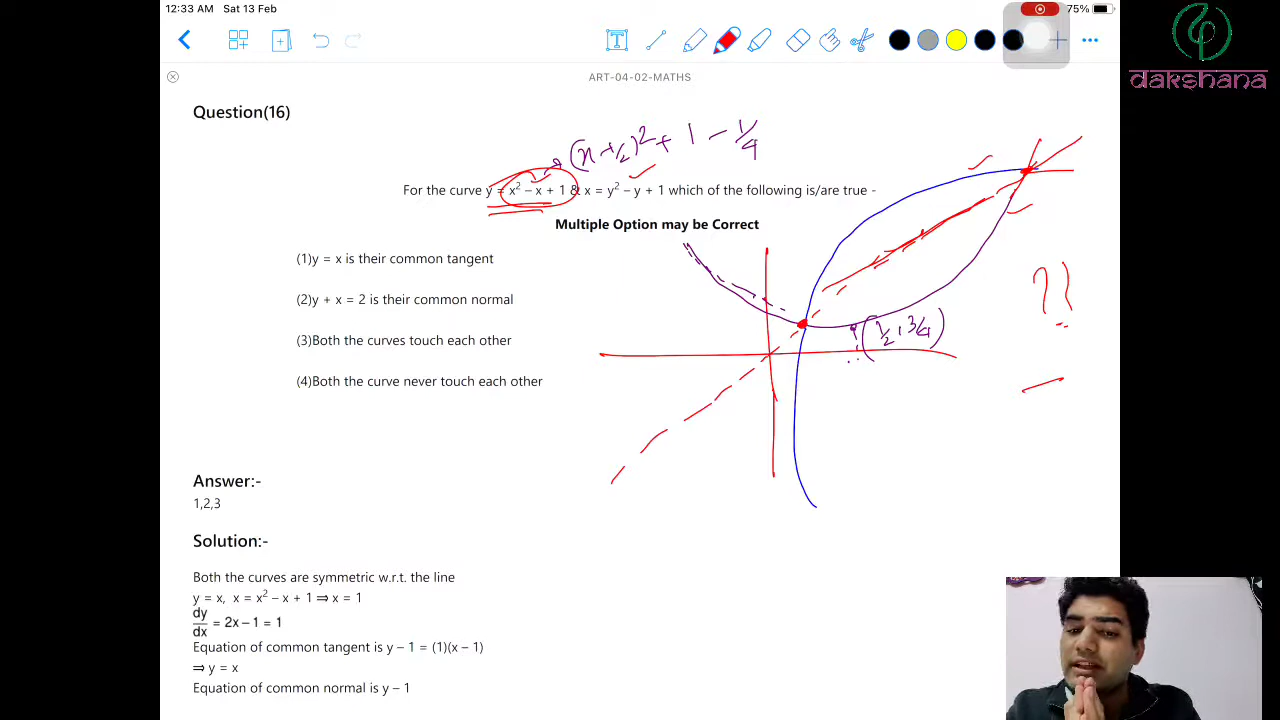 12:33 AM Sat 13 Feb
75%
dakshana
ART-04-02-MATHS
Question(16)
(x-1/2)² + 1 - 1/4
For the curve y = x² − x + 1 & x = y² − y + 1 which of the following is/are true -
Multiple Option may be Correct
(1)y = x is their common tangent
(2)y + x = 2 is their common normal
(3)Both the curves touch each other
(4)Both the curve never touch each other
(1/2, 3/4)
??
Answer:-
1,2,3
Solution:-
Both the curves are symmetric w.r.t. the line
y = x, x = x² − x + 1 ⇒ x = 1
dy/dx = 2x−1 = 1
Equation of common tangent is y − 1 = (1)(x − 1)
⇒ y = x
Equation of common normal is y − 1